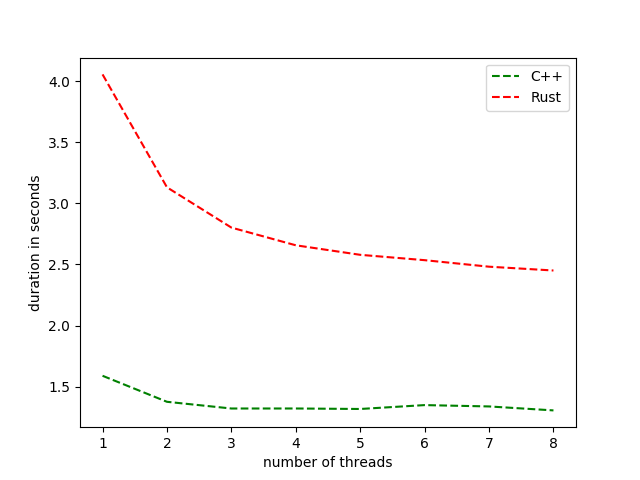 C++
Rust
4.0
3.5
3.0
2.5
2.0
1.5
duration in seconds
1 2 3 4 5 6 7 8
number of threads